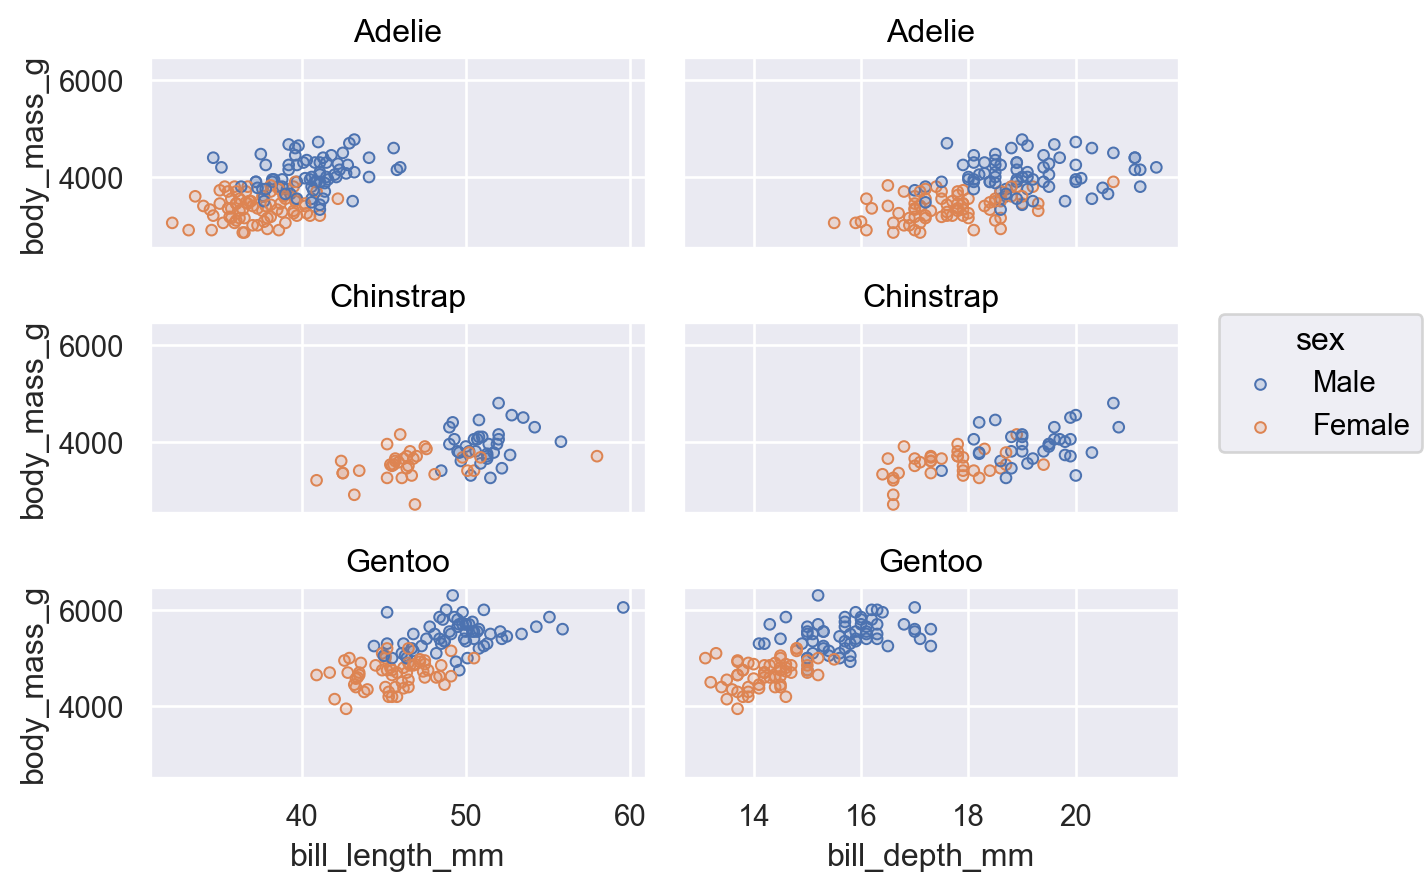 Adelie
Adelie
body_mass_g
6000
4000
Chinstrap
Chinstrap
body_mass_g
6000
4000
sex
Male
Female
Gentoo
Gentoo
body_mass_g
6000
4000
40 50 60
14 16 18 20
bill_length_mm
bill_depth_mm